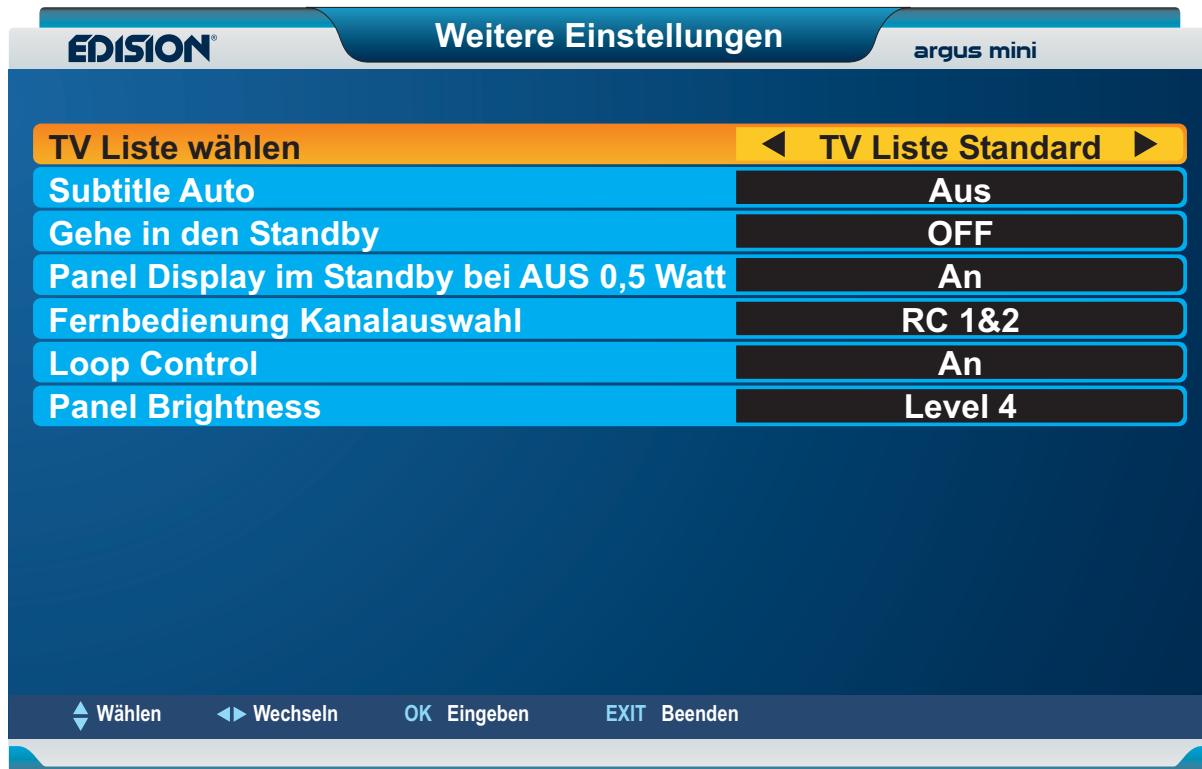 Weitere Einstellungen
EDISION® argus mini
TV Liste wählen ◀ TV Liste Standard ▶
Subtitle Auto Aus
Gehe in den Standby OFF
Panel Display im Standby bei AUS 0,5 Watt An
Fernbedienung Kanalauswahl RC 1&2
Loop Control An
Panel Brightness Level 4
Wählen Wechseln OK Eingeben EXIT Beenden